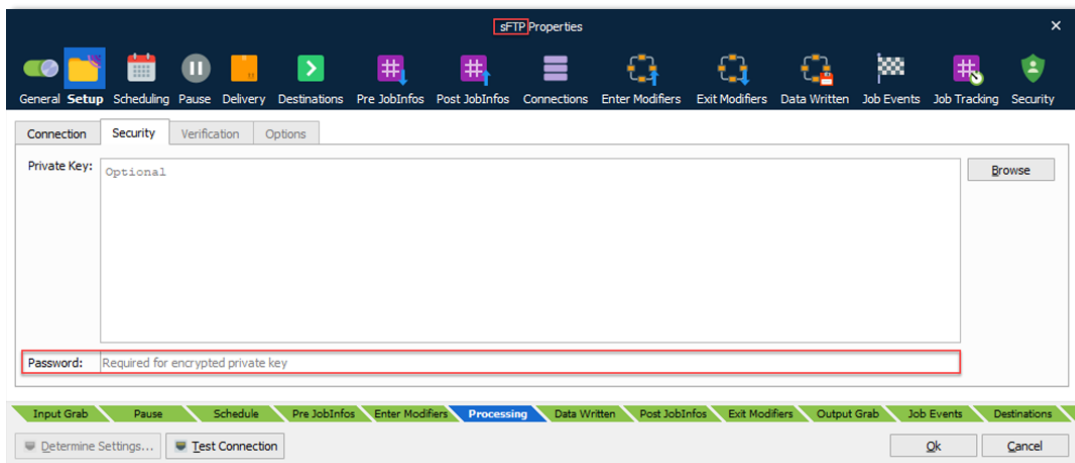 sFTP Properties
General Setup Scheduling Pause Delivery Destinations Pre JobInfos Post JobInfos Connections Enter Modifiers Exit Modifiers Data Written Job Events Job Tracking Security
Connection Security Verification Options
Private Key: Optional Browse
Password: Required for encrypted private key
Input Grab Pause Schedule Pre JobInfos Enter Modifiers Processing Data Written Post JobInfos Exit Modifiers Output Grab Job Events Destinations
Determine Settings... Test Connection Ok Cancel